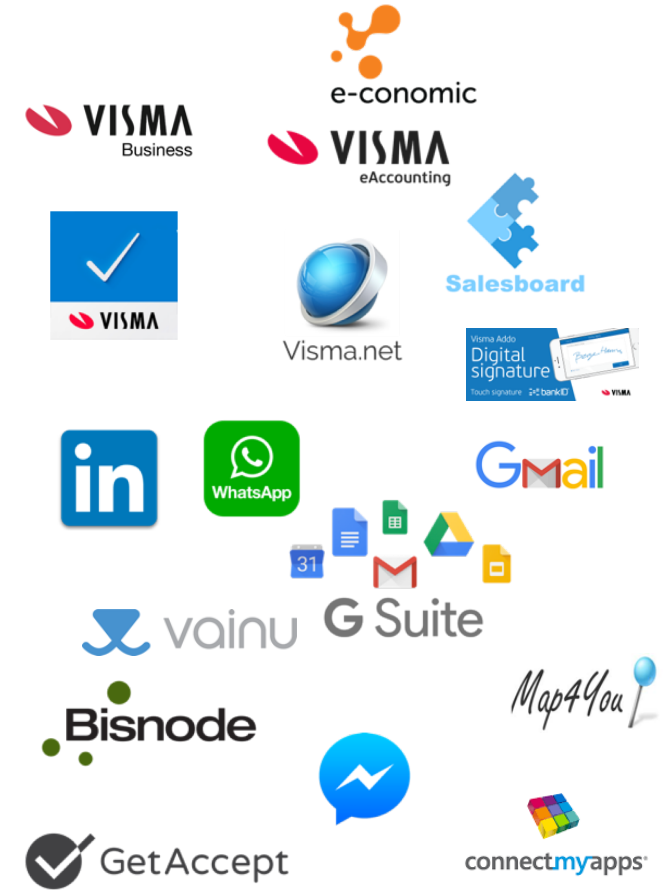 e-conomic
VISMA
Business
VISMA
eAccounting
Salesboard
VISMA
Visma.net
Visma Addo
Digital
signature
Touch signature bankID
VISMA
in
WhatsApp
Gmail
31
G Suite
vainu
Map4You
Bisnode
GetAccept
connectmyapps